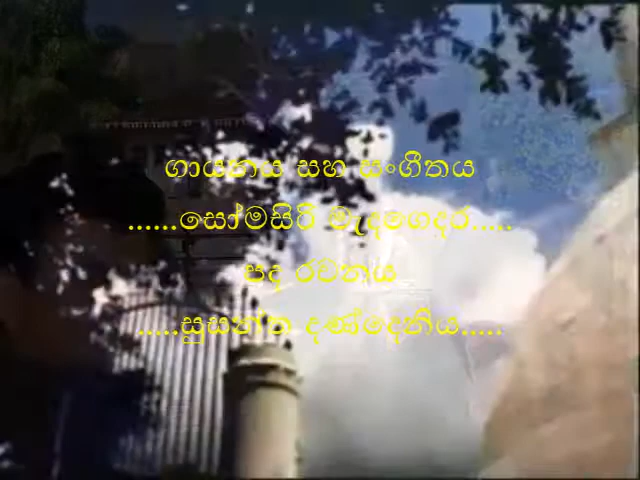 ගායනය සහ සංගීතය
......සෝමසිරි මැදගෙදර.....
පද රචනය
.....සුසන්ත දණ්දෙනිය.....